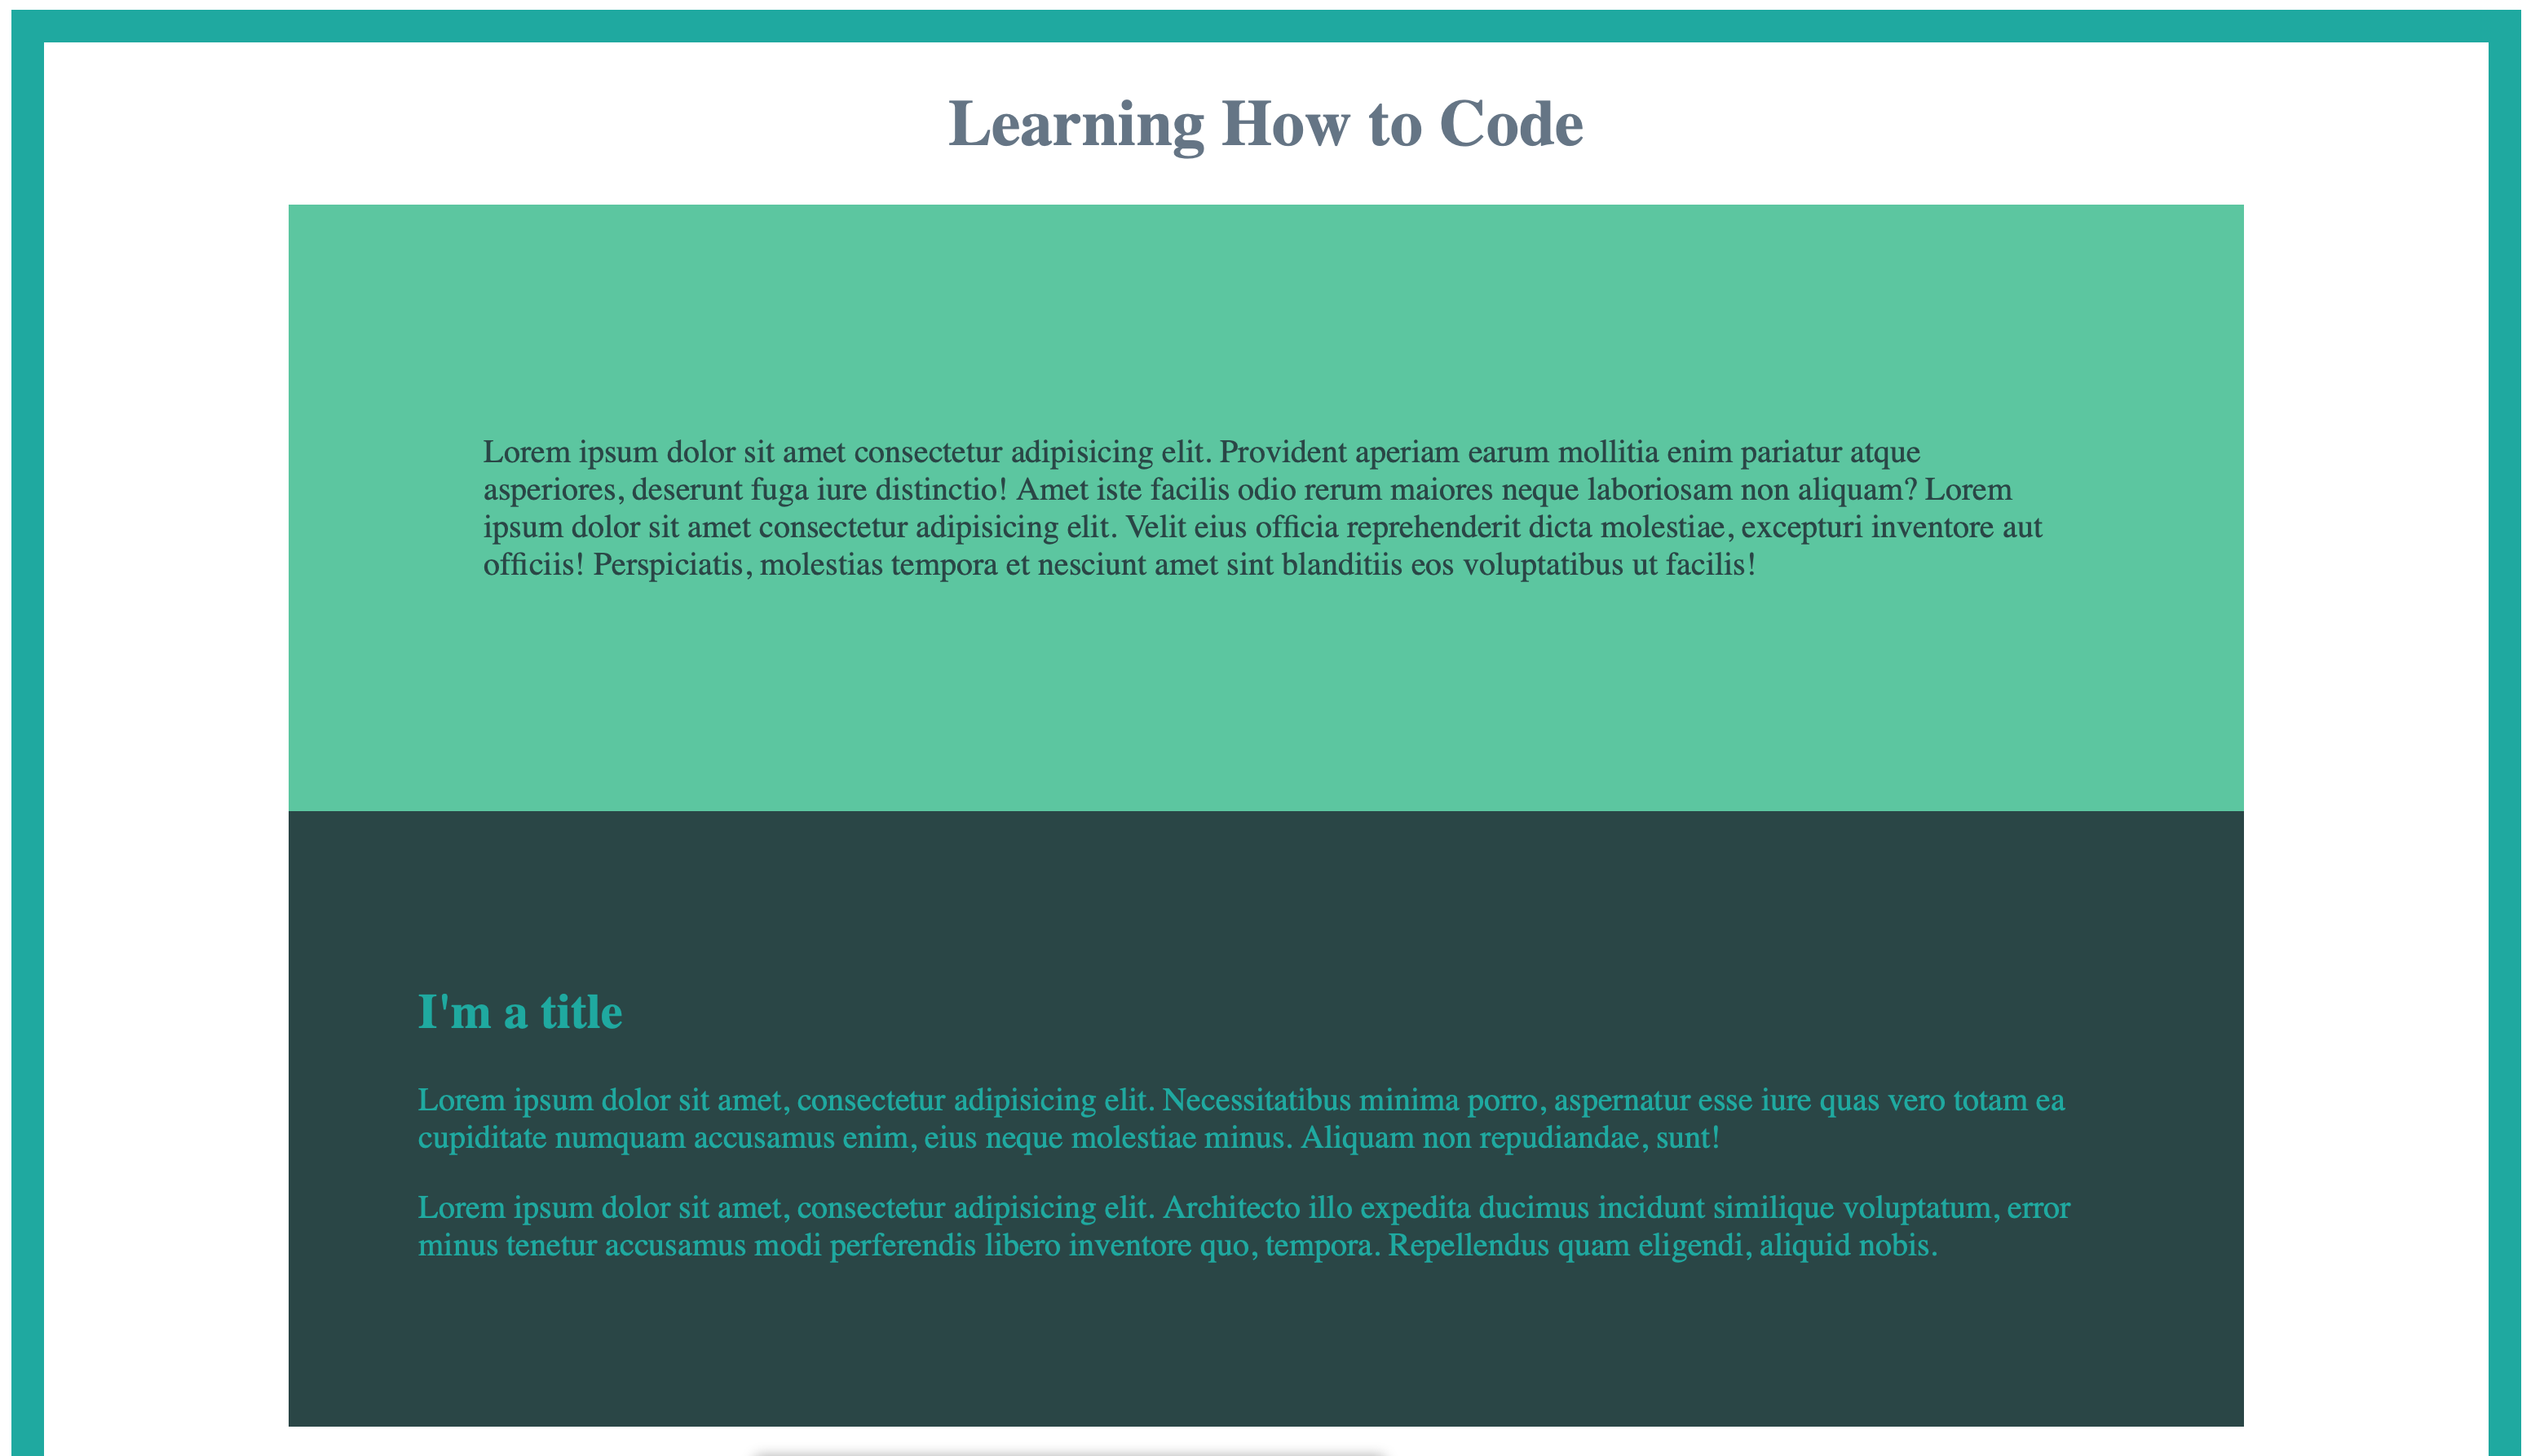 Learning How to Code
Lorem ipsum dolor sit amet consectetur adipisicing elit. Provident aperiam earum mollitia enim pariatur atque
asperiores, deserunt fuga iure distinctio! Amet iste facilis odio rerum maiores neque laboriosam non aliquam? Lorem
ipsum dolor sit amet consectetur adipisicing elit. Velit eius officia reprehenderit dicta molestiae, excepturi inventore aut
officiis! Perspiciatis, molestias tempora et nesciunt amet sint blanditiis eos voluptatibus ut facilis!
I'm a title
Lorem ipsum dolor sit amet, consectetur adipisicing elit. Necessitatibus minima porro, aspernatur esse iure quas vero totam ea
cupiditate numquam accusamus enim, eius neque molestiae minus. Aliquam non repudiandae, sunt!
Lorem ipsum dolor sit amet, consectetur adipisicing elit. Architecto illo expedita ducimus incidunt similique voluptatum, error
minus tenetur accusamus modi perferendis libero inventore quo, tempora. Repellendus quam eligendi, aliquid nobis.